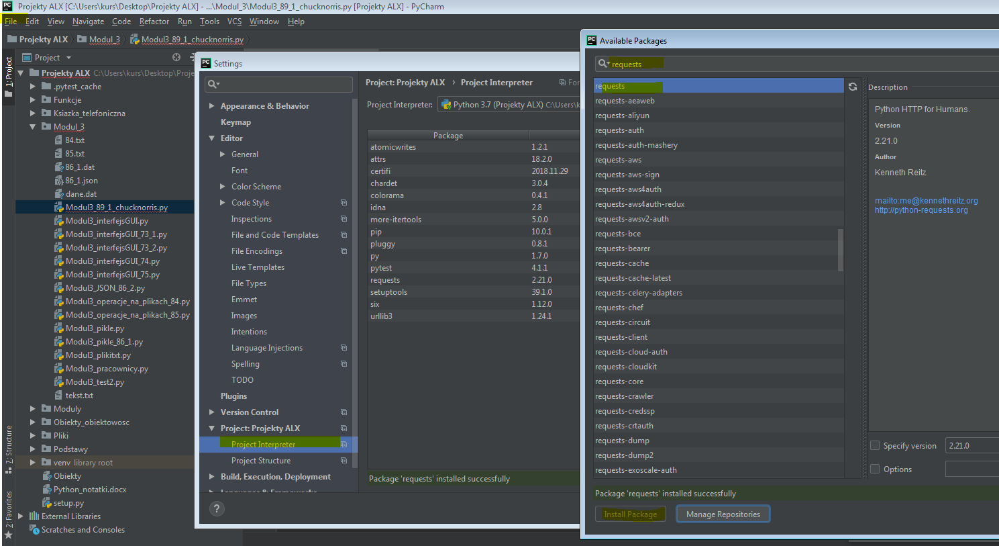 Projekty ALX [C:\Users\kurs\Desktop\Projekty ALX] - ...\Modul_3\Modul3_89_1_chucknorris.py [Projekty ALX] - PyCharm
File Edit View Navigate Code Refactor Run Tools VCS Window Help
Projekty ALX Modul_3 Modul3_89_1_chucknorris.py
1: Project
7: Structure
2: Favorites
Project
Projekty ALX C:\Users\kurs\Desktop\Proje
.pytest_cache
Funkcje
Ksiazka_telefoniczna
Modul_3
84.txt
85.txt
86_1.dat
86_1.json
dane.dat
Modul3_89_1_chucknorris.py
Modul3_interfejsGUI.py
Modul3_interfejsGUI_73_1.py
Modul3_interfejsGUI_73_2.py
Modul3_interfejsGUI_74.py
Modul3_interfejsGUI_75.py
Modul3_JSON_86_2.py
Modul3_operacje_na_plikach_84.py
Modul3_operacje_na_plikach_85.py
Modul3_pikle.py
Modul3_pikle_86_1.py
Modul3_plikitxt.py
Modul3_pracownicy.py
Modul3_test2.py
tekst.txt
Moduly
Obiekty_obiektowosc
Pliki
Podstawy
venv library root
Obiekty
Python_notatki.docx
setup.py
External Libraries
Scratches and Consoles
Settings
Appearance & Behavior
Keymap
Editor
General
Font
Color Scheme
Code Style
Inspections
File and Code Templates
File Encodings
Live Templates
File Types
Emmet
Images
Intentions
Language Injections
Spelling
TODO
Plugins
Version Control
Project: Projekty ALX
Project Interpreter
Project Structure
Build, Execution, Deployment
Languages & Frameworks
?
Project: Projekty ALX › Project Interpreter For
Project Interpreter: Python 3.7 (Projekty ALX) C:\Users\k
Package
atomicwrites 1.2.1
attrs 18.2.0
certifi 2018.11.29
chardet 3.0.4
colorama 0.4.1
idna 2.8
more-itertools 5.0.0
pip 10.0.1
pluggy 0.8.1
py 1.7.0
pytest 4.1.1
requests 2.21.0
setuptools 39.1.0
six 1.12.0
urllib3 1.24.1
Package 'requests' installed successfully
Available Packages
requests
requests
requests-aeaweb
requests-aliyun
requests-auth
requests-auth-mashery
requests-aws
requests-aws-sign
requests-aws4auth
requests-aws4auth-redux
requests-awsv2-auth
requests-bce
requests-bearer
requests-cache
requests-cache-latest
requests-celery-adapters
requests-chef
requests-circuit
requests-client
requests-cloud-auth
requests-cloudkit
requests-core
requests-crawler
requests-credssp
requests-crtauth
requests-dump
requests-dump2
requests-exoscale-auth
Description
Python HTTP for Humans.
Version
2.21.0
Author
Kenneth Reitz
mailto:me@kennethreitz.org
http://python-requests.org
Specify version 2.21.0
Options
Package 'requests' installed successfully
Install Package Manage Repositories